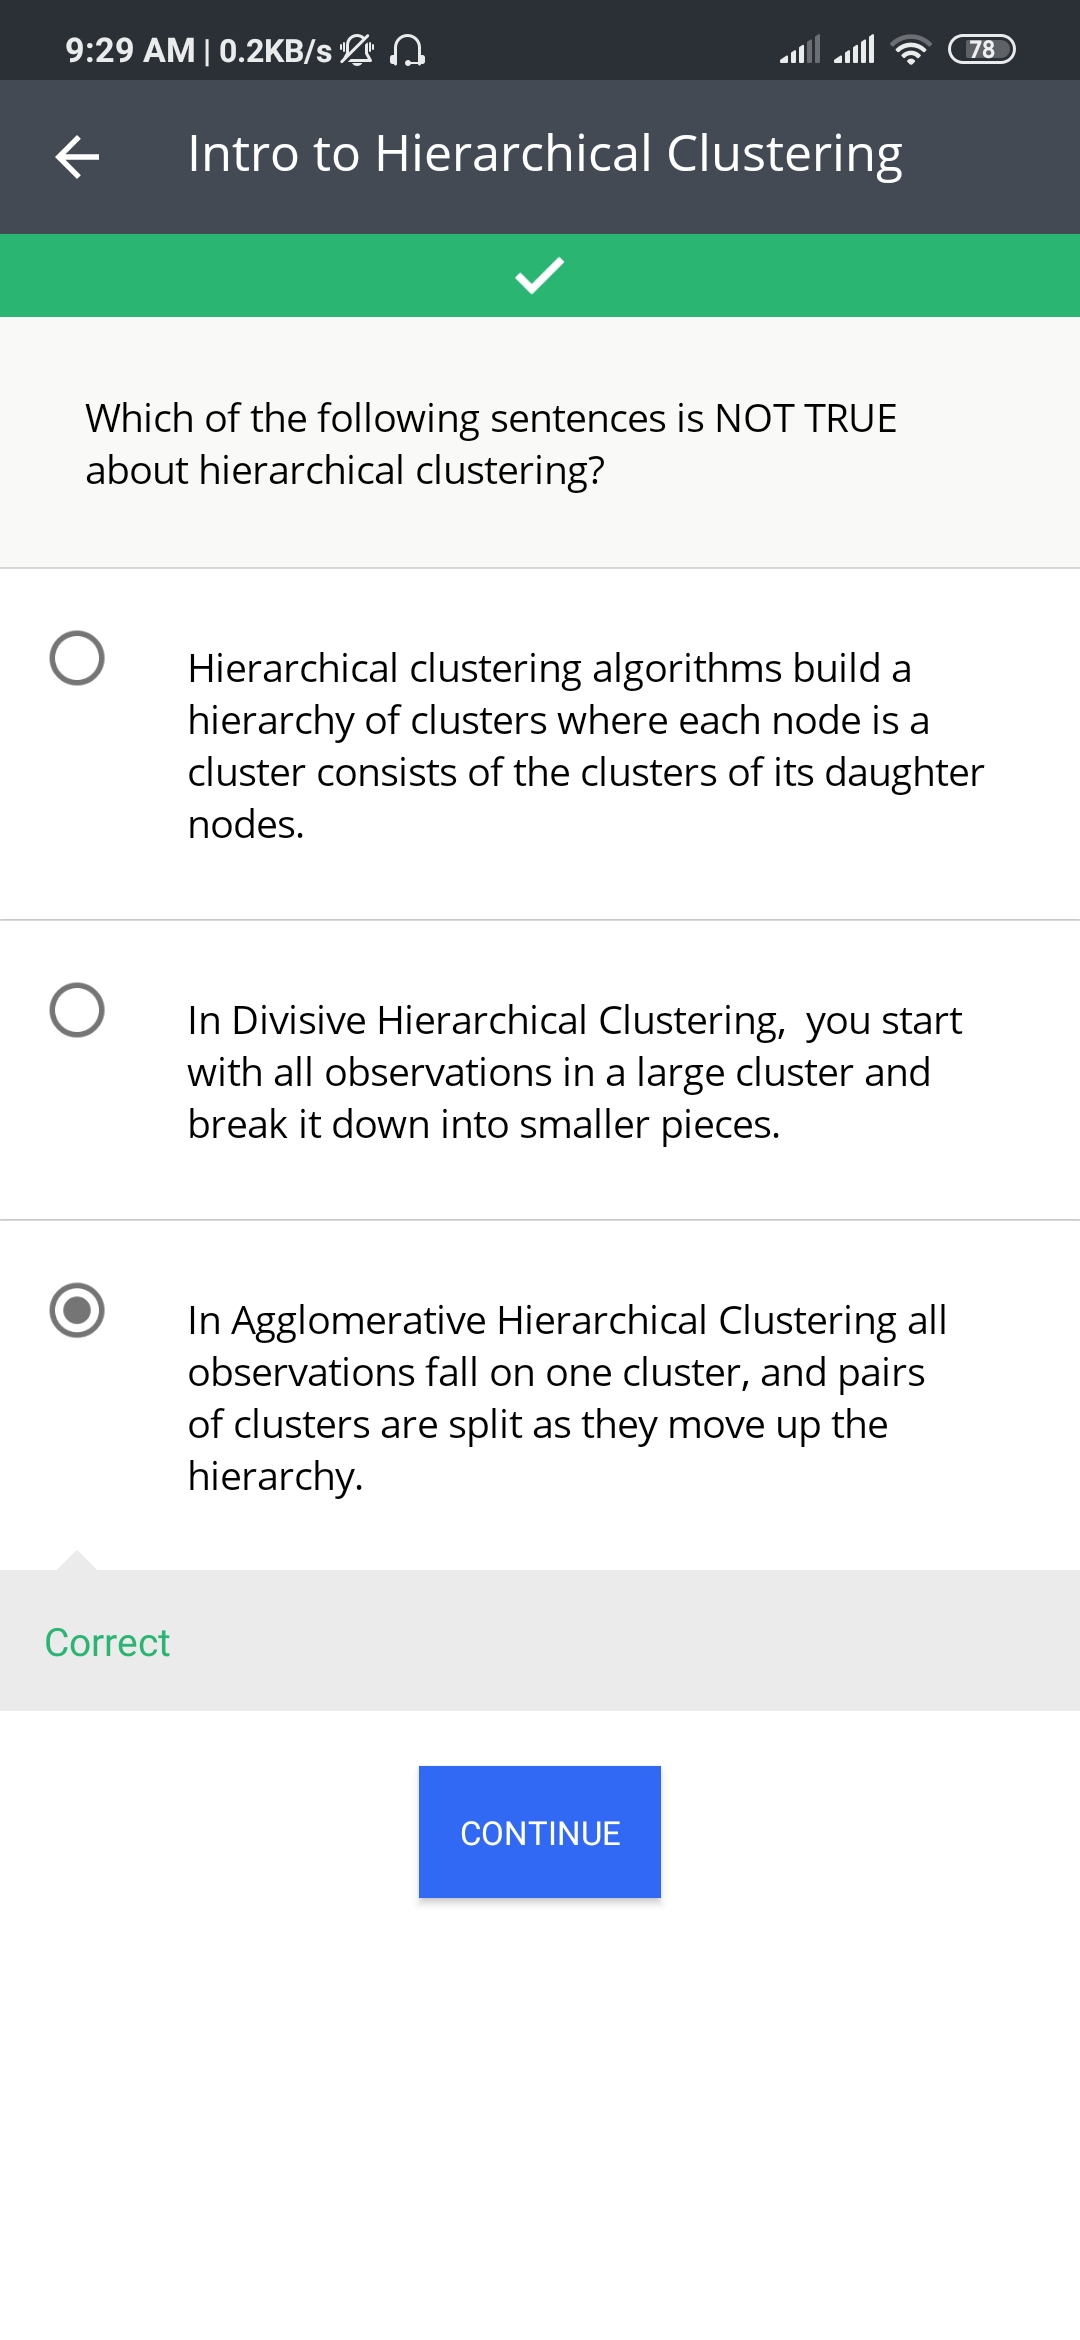 9:29 AM | 0.2KB/s
78
Intro to Hierarchical Clustering
Which of the following sentences is NOT TRUE
about hierarchical clustering?
Hierarchical clustering algorithms build a
hierarchy of clusters where each node is a
cluster consists of the clusters of its daughter
nodes.
In Divisive Hierarchical Clustering,  you start
with all observations in a large cluster and
break it down into smaller pieces.
In Agglomerative Hierarchical Clustering all
observations fall on one cluster, and pairs
of clusters are split as they move up the
hierarchy.
Correct
CONTINUE